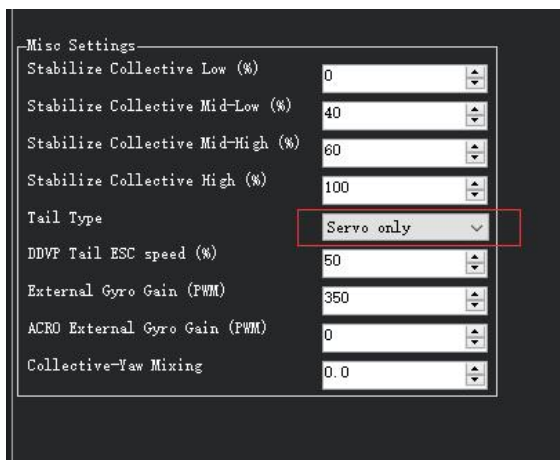 Misc Settings
Stabilize Collective Low (%) 0
Stabilize Collective Mid-Low (%) 40
Stabilize Collective Mid-High (%) 60
Stabilize Collective High (%) 100
Tail Type Servo only
DDVP Tail ESC speed (%) 50
External Gyro Gain (PWM) 350
ACRO External Gyro Gain (PWM) 0
Collective-Yaw Mixing 0.0